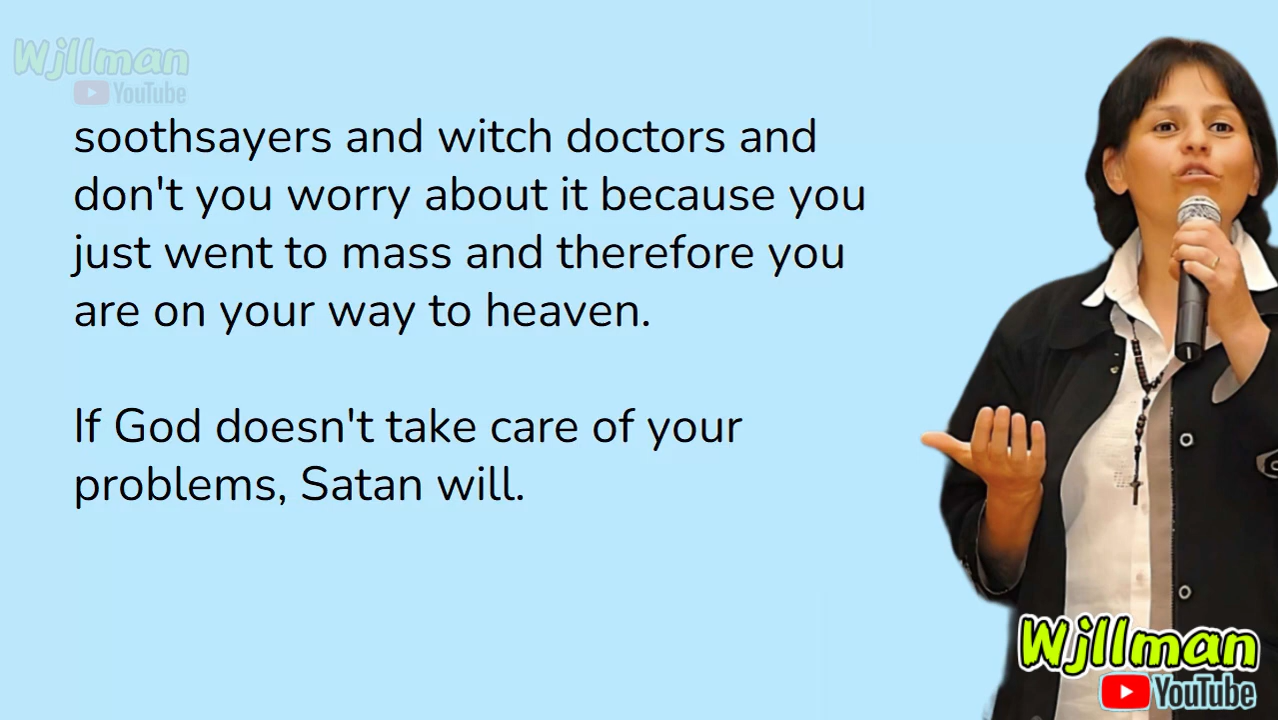 Wjllman
YouTube
soothsayers and witch doctors and
don't you worry about it because you
just went to mass and therefore you
are on your way to heaven.
If God doesn't take care of your
problems, Satan will.
Wjllman
YouTube